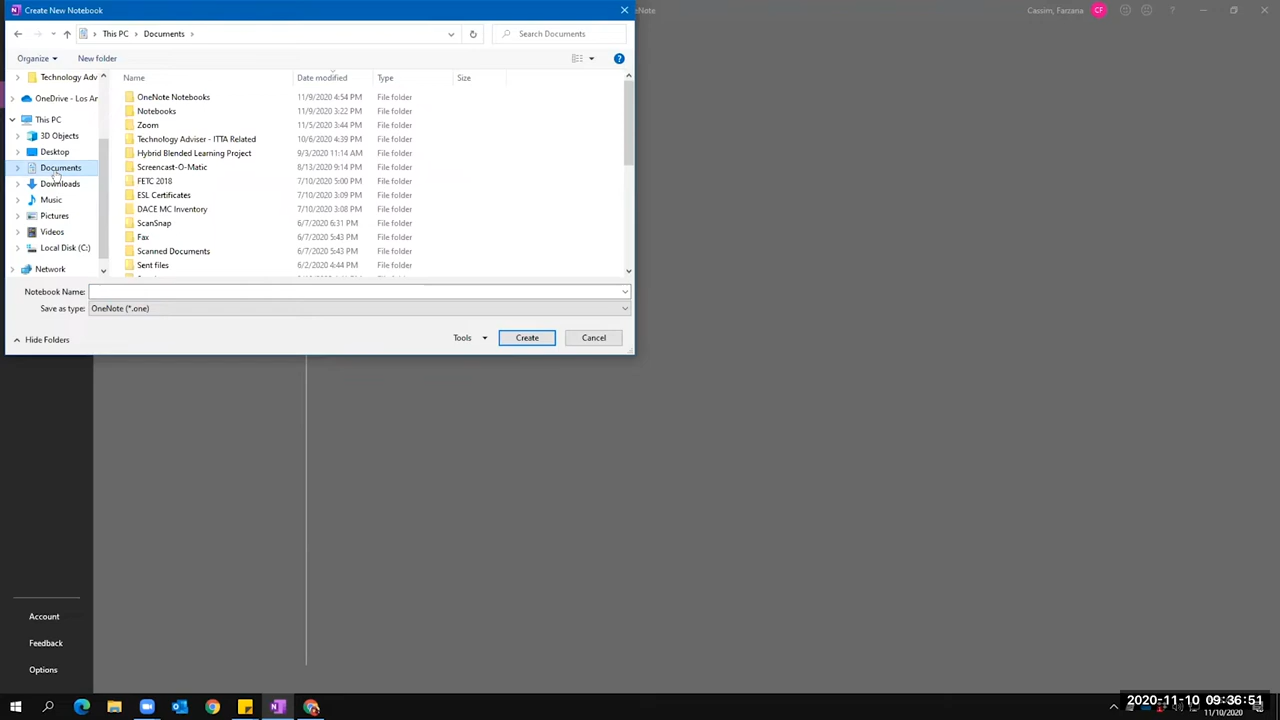 Create New Notebook
This PC
Documents
Search Documents
Organize
New folder
Technology Adv
OneDrive - Los An
This PC
3D Objects
Desktop
Documents
Downloads
Music
Pictures
Videos
Local Disk (C:)
Network
Name Date modified Type Size
OneNote Notebooks 11/9/2020 4:54 PM File folder
Notebooks 11/9/2020 3:22 PM File folder
Zoom 11/5/2020 3:44 PM File folder
Technology Adviser - ITTA Related 10/6/2020 4:39 PM File folder
Hybrid Blended Learning Project 9/3/2020 11:14 AM File folder
Screencast-O-Matic 8/13/2020 9:14 PM File folder
FETC 2018 7/10/2020 5:00 PM File folder
ESL Certificates 7/10/2020 3:09 PM File folder
DACE MC Inventory 7/10/2020 3:08 PM File folder
ScanSnap 6/7/2020 6:31 PM File folder
Fax 6/7/2020 5:43 PM File folder
Scanned Documents 6/7/2020 5:43 PM File folder
Sent files 6/2/2020 4:44 PM File folder
Notebook Name:
Save as type: OneNote (*.one)
Hide Folders
Tools
Create
Cancel
Cassim, Farzana CF
Account
Feedback
Options
2020-11-10 09:36:51
11/10/2020